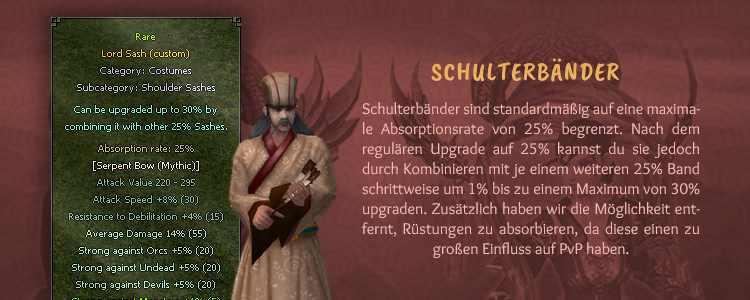 Rare
Lord Sash (custom)
Category: Costumes
Subcategory: Shoulder Sashes
Can be upgraded up to 30% by
combining it with other 25% Sashes.
Absorption rate: 25%
[Serpent Bow (Mythic)]
Attack Value 220 - 295
Attack Speed +8% (30)
Resistance to Debilitation +4% (15)
Average Damage 14% (55)
Strong against Orcs +5% (20)
Strong against Undead +5% (20)
Strong against Devils +5% (20)
SCHULTERBÄNDER
Schulterbänder sind standardmäßig auf eine maxima-
le Absorptionsrate von 25% begrenzt. Nach dem
regulären Upgrade auf 25% kannst du sie jedoch
durch Kombinieren mit je einem weiteren 25% Band
schrittweise um 1% bis zu einem Maximum von 30%
upgraden. Zusätzlich haben wir die Möglichkeit ent-
fernt, Rüstungen zu absorbieren, da diese einen zu
großen Einfluss auf PvP haben.